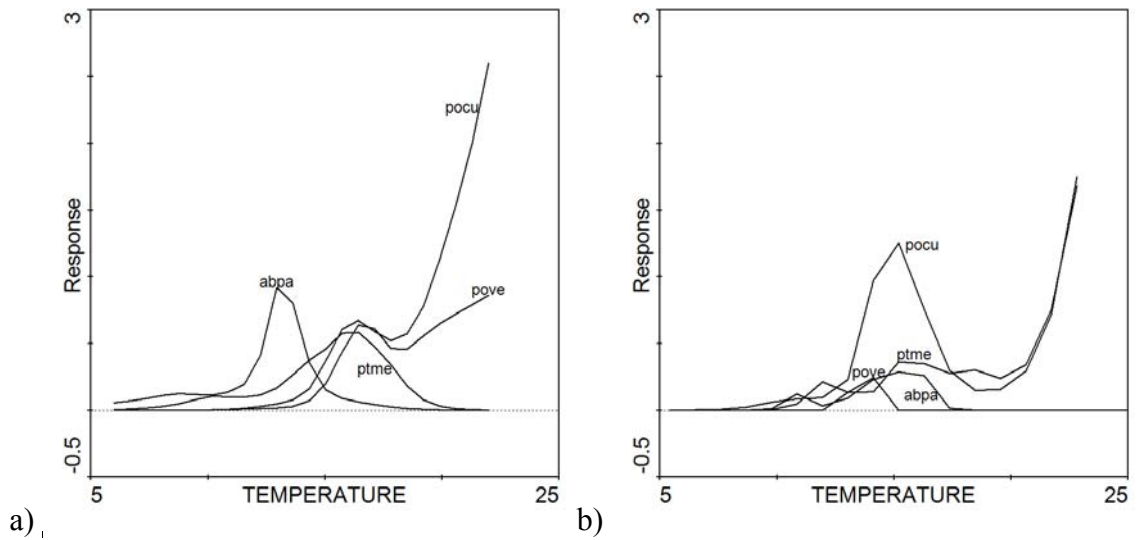 3
Response
-0.5
5
TEMPERATURE
25
pocu
abpa
pove
ptme
a)
3
Response
-0.5
5
TEMPERATURE
25
pocu
ptme
pove
abpa
b)